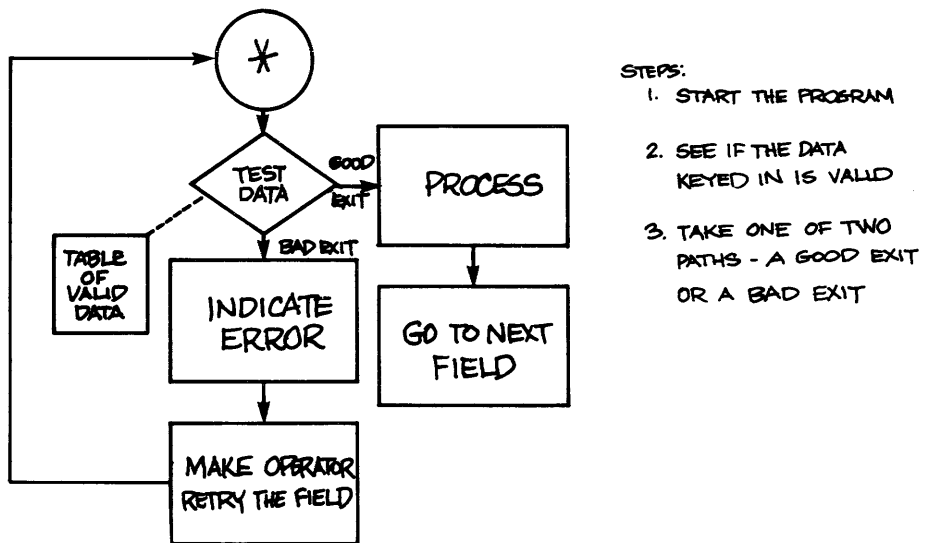 *
TEST
DATA
GOOD
EXIT
PROCESS
BAD EXIT
TABLE
OF
VALID
DATA
INDICATE
ERROR
GO TO NEXT
FIELD
MAKE OPERATOR
RETRY THE FIELD
STEPS:
1. START THE PROGRAM
2. SEE IF THE DATA
KEYED IN IS VALID
3. TAKE ONE OF TWO
PATHS - A GOOD EXIT
OR A BAD EXIT